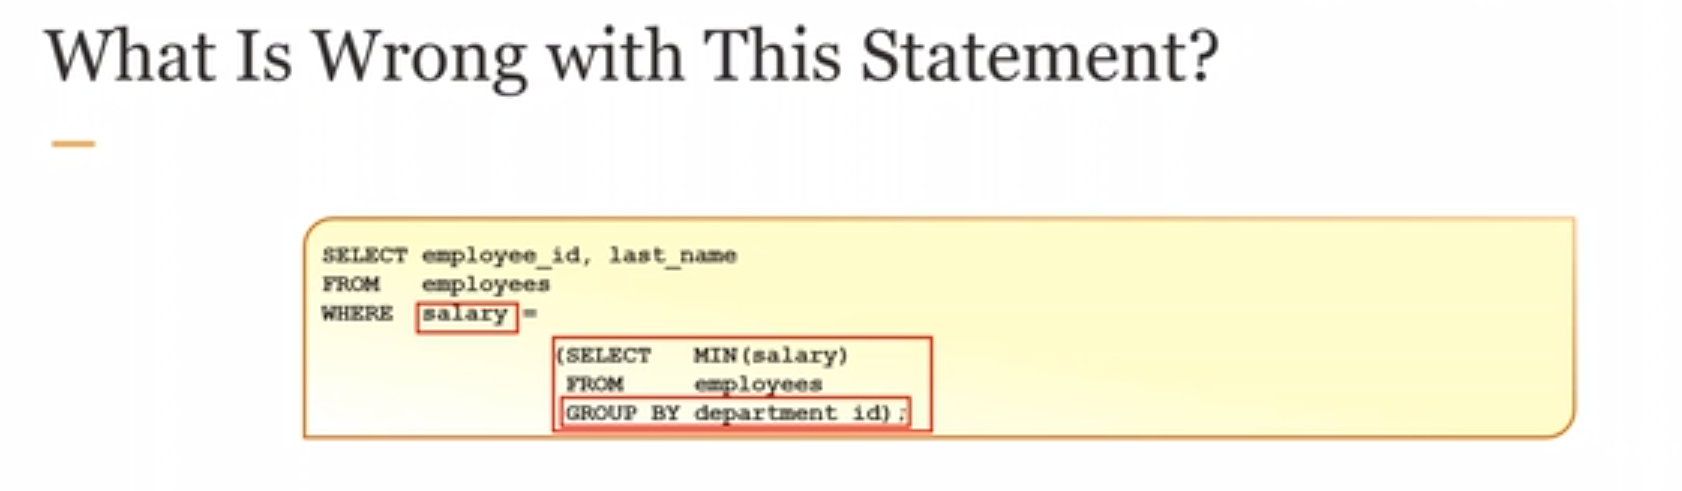 What Is Wrong with This Statement?
SELECT employee_id, last_name
FROM employees
WHERE salary =
(SELECT MIN(salary)
FROM employees
GROUP BY department_id);